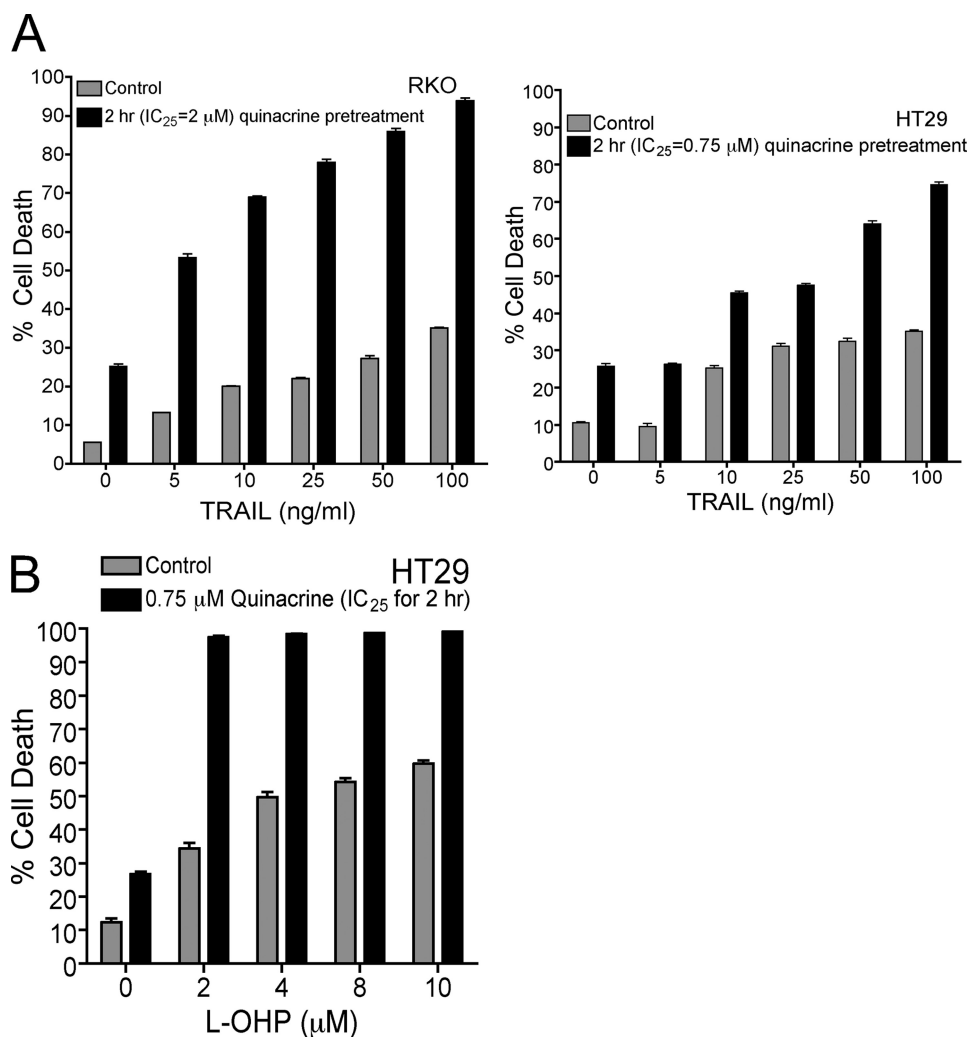 A
RKO
Control
2 hr (IC25=2 μM) quinacrine pretreatment
% Cell Death
100
90
80
70
60
50
40
30
20
10
0
0 5 10 25 50 100
TRAIL (ng/ml)
HT29
Control
2 hr (IC25=0.75 μM) quinacrine pretreatment
% Cell Death
100
90
80
70
60
50
40
30
20
10
0
0 5 10 25 50 100
TRAIL (ng/ml)
B
HT29
Control
0.75 μM Quinacrine (IC25 for 2 hr)
% Cell Death
100
90
80
70
60
50
40
30
20
10
0
0 2 4 8 10
L-OHP (μM)